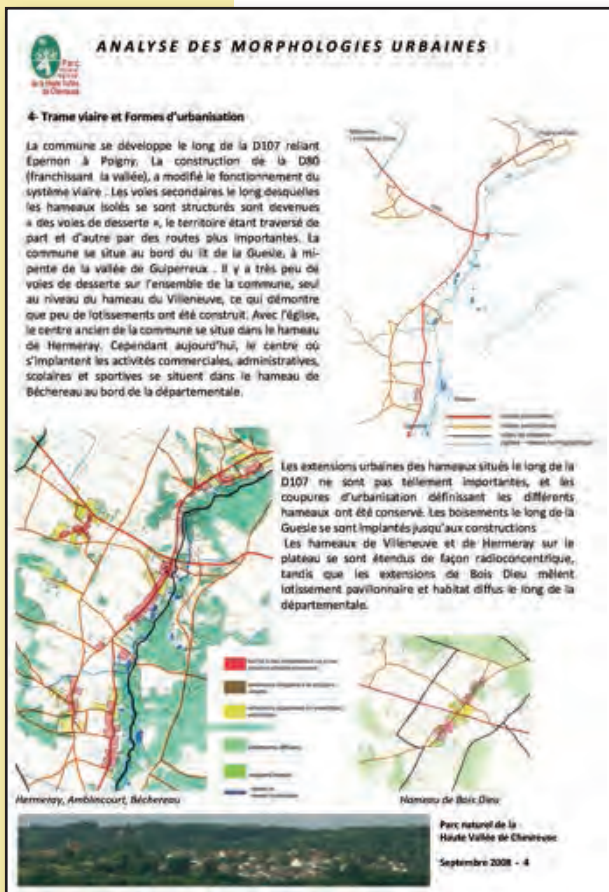 ANALYSE DES MORPHOLOGIES URBAINES
Parc
de la Haute Vallée
de Chevreuse
4- Trame viaire et Formes d'urbanisation
La commune se développe le long de la D107 reliant
Epernon à Poigny. La construction de la D80
(franchissant la vallée), a modifié le fonctionnement du
système viaire . Les voies secondaires le long desquelles
les hameaux isolés se sont structurés sont devenues
« des voies de desserte », le territoire étant traversé de
part et d'autre par des routes plus importantes. La
commune se situe au bord du lit de la Guesle, à mi-
pente de la vallée de Guiperreux . Il y a très peu de
voies de desserte sur l'ensemble de la commune, seul
au niveau du hameau du Villeneuve, ce qui démontre
que peu de lotissements ont été construit. Avec l'église,
le centre ancien de la commune se situe dans le hameau
de Hermeray. Cependant aujourd'hui, le centre où
s'implantent les activités commerciales, administratives,
scolaires et sportives se situent dans le hameau de
Béchereau au bord de la départementale.
Les extensions urbaines des hameaux situés le long de la
D107 ne sont pas tellement importantes, et les
coupures d'urbanisation définissant les différents
hameaux ont été conservé. Les boisements le long de la
Guesle se sont implantés jusqu'aux constructions
Les hameaux de Villeneuve et de Hermeray sur le
plateau se sont étendus de façon radioconcentrique,
tandis que les extensions de Bois Dieu mêlent
lotissement pavillonnaire et habitat diffus le long de la
départementale.
Hermeray, Amblincourt, Béchereau
Hameau de Bois Dieu
Parc naturel de la
Haute Vallée de Chevreuse
Septembre 2008 - 4